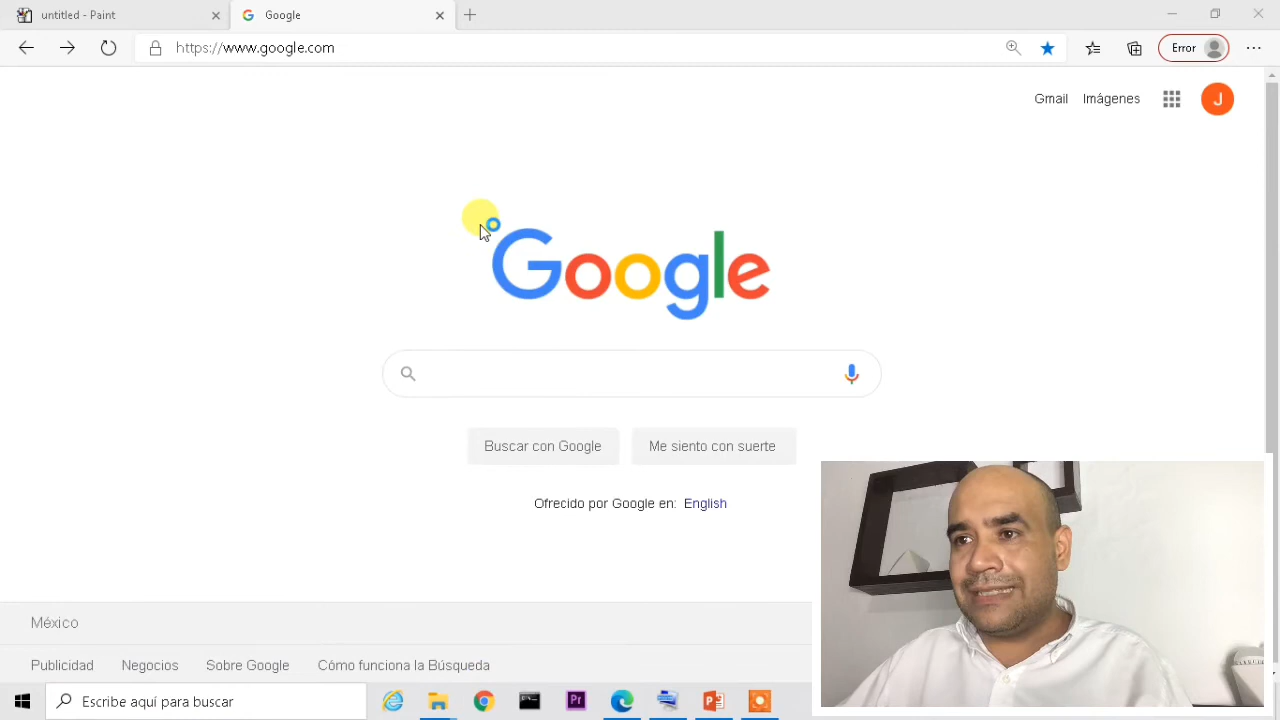 untitled - Paint
Google
https://www.google.com
Error
Gmail Imágenes
J
Google
Buscar con Google
Me siento con suerte
Ofrecido por Google en: English
México
Publicidad Negocios Sobre Google Cómo funciona la Búsqueda
Escribe aquí para buscar
Pr